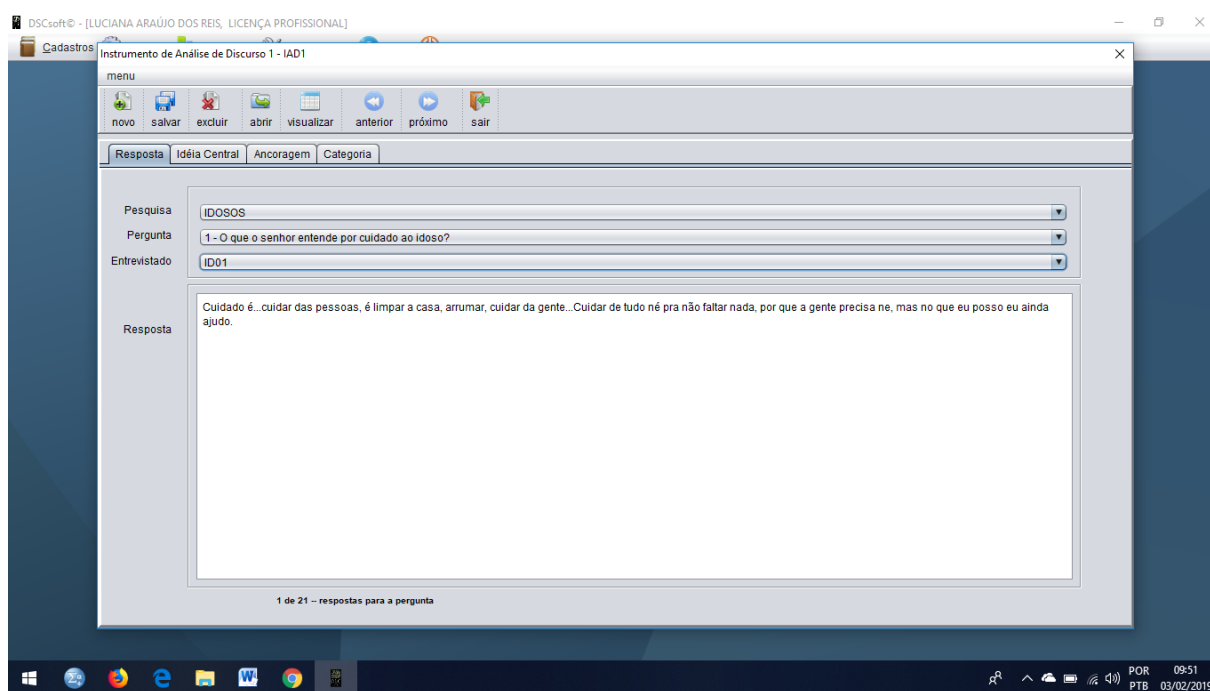 DSCsoft© - [LUCIANA ARAÚJO DOS REIS, LICENÇA PROFISSIONAL]
Cadastros
Instrumento de Análise de Discurso 1 - IAD1
menu
novo salvar excluir abrir visualizar anterior próximo sair
Resposta Idéia Central Ancoragem Categoria
Pesquisa IDOSOS
Pergunta 1 - O que o senhor entende por cuidado ao idoso?
Entrevistado ID01
Resposta
Cuidado é...cuidar das pessoas, é limpar a casa, arrumar, cuidar da gente...Cuidar de tudo né pra não faltar nada, por que a gente precisa ne, mas no que eu posso eu ainda
ajudo.
1 de 21 – respostas para a pergunta
POR 09:51
PTB 03/02/2019